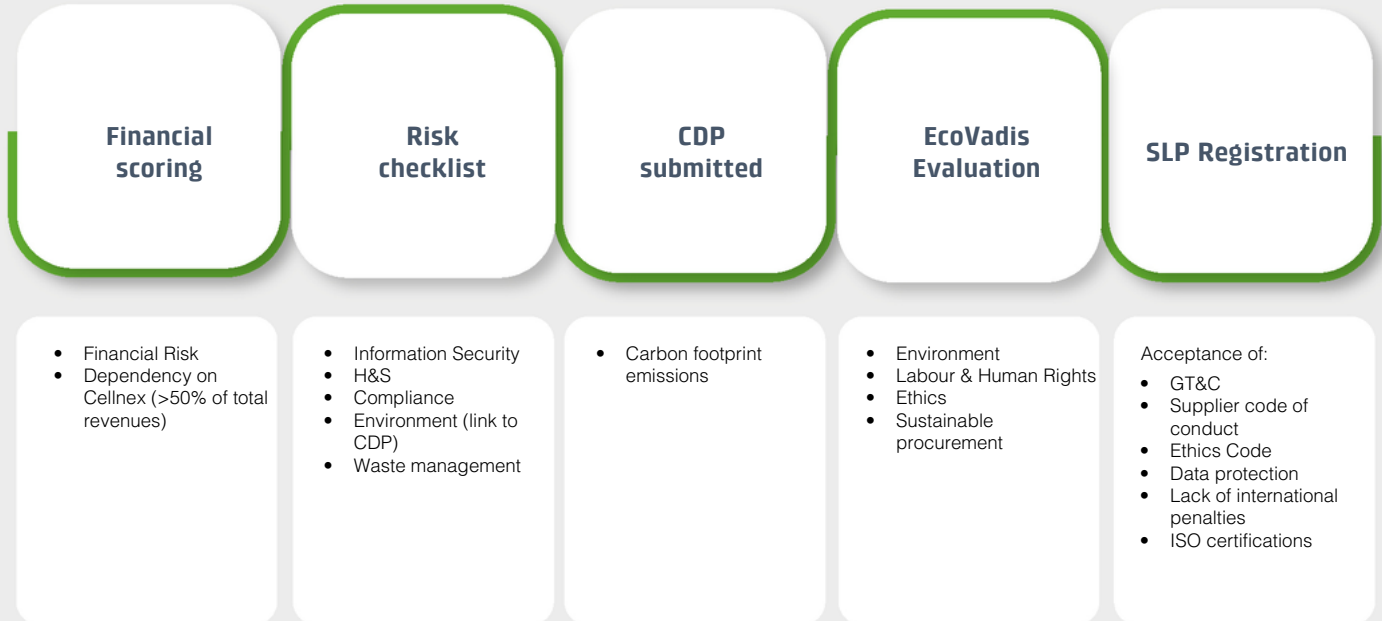 Financial
scoring
Risk
checklist
CDP
submitted
EcoVadis
Evaluation
SLP Registration
• Financial Risk
• Dependency on
Cellnex (>50% of total
revenues)
• Information Security
• H&S
• Compliance
• Environment (link to
CDP)
• Waste management
• Carbon footprint
emissions
• Environment
• Labour & Human Rights
• Ethics
• Sustainable
procurement
Acceptance of:
• GT&C
• Supplier code of
conduct
• Ethics Code
• Data protection
• Lack of international
penalties
• ISO certifications